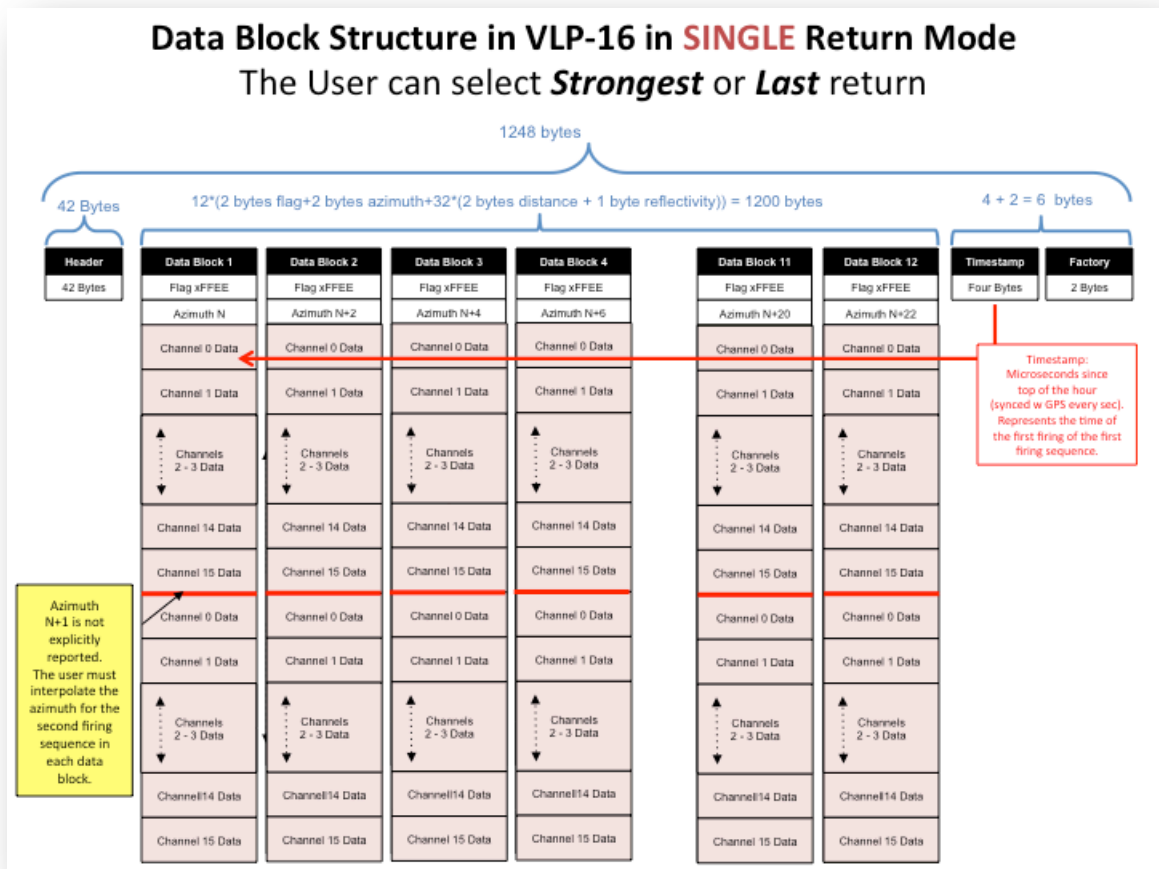 Data Block Structure in VLP-16 in SINGLE Return Mode
The User can select Strongest or Last return
1248 bytes
42 Bytes
12*(2 bytes flag+2 bytes azimuth+32*(2 bytes distance + 1 byte reflectivity)) = 1200 bytes
4 + 2 = 6 bytes
Header
42 Bytes
Data Block 1
Flag xFFEE
Azimuth N
Channel 0 Data
Channel 1 Data
Channels
2 - 3 Data
Channel 14 Data
Channel 15 Data
Channel 0 Data
Channel 1 Data
Channels
2 - 3 Data
Channell14 Data
Channel 15 Data
Data Block 2
Flag xFFEE
Azimuth N+2
Channel 0 Data
Channel 1 Data
Channels
2 - 3 Data
Channel 14 Data
Channel 15 Data
Channel 0 Data
Channel 1 Data
Channels
2 - 3 Data
Channell14 Data
Channel 15 Data
Data Block 3
Flag xFFEE
Azimuth N+4
Channel 0 Data
Channel 1 Data
Channels
2 - 3 Data
Channel 14 Data
Channel 15 Data
Channel 0 Data
Channel 1 Data
Channels
2 - 3 Data
Channell14 Data
Channel 15 Data
Data Block 4
Flag xFFEE
Azimuth N+6
Channel 0 Data
Channel 1 Data
Channels
2 - 3 Data
Channel 14 Data
Channel 15 Data
Channel 0 Data
Channel 1 Data
Channels
2 - 3 Data
Channell14 Data
Channel 15 Data
Data Block 11
Flag xFFEE
Azimuth N+20
Channel 0 Data
Channel 1 Data
Channels
2 - 3 Data
Channel 14 Data
Channel 15 Data
Channel 0 Data
Channel 1 Data
Channels
2 - 3 Data
Channell14 Data
Channel 15 Data
Data Block 12
Flag xFFEE
Azimuth N+22
Channel 0 Data
Channel 1 Data
Channels
2 - 3 Data
Channel 14 Data
Channel 15 Data
Channel 0 Data
Channel 1 Data
Channels
2 - 3 Data
Channell14 Data
Channel 15 Data
Timestamp
Four Bytes
Factory
2 Bytes
Timestamp:
Microseconds since
top of the hour
(synced w GPS every sec).
Represents the time of
the first firing of the first
firing sequence.
Azimuth
N+1 is not
explicitly
reported.
The user must
interpolate the
azimuth for the
second firing
sequence in
each data
block.